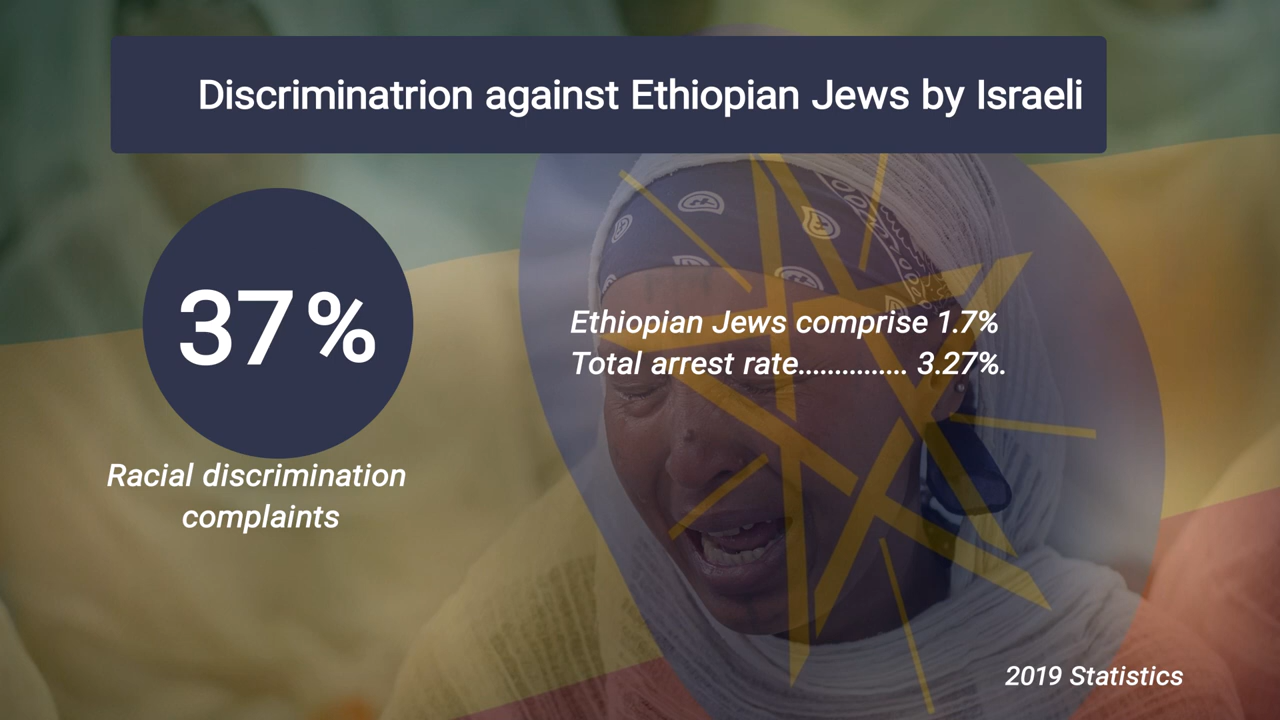 Discriminatrion against Ethiopian Jews by Israeli
37%
Racial discrimination
complaints
Ethiopian Jews comprise 1.7%
Total arrest rate............... 3.27%.
2019 Statistics